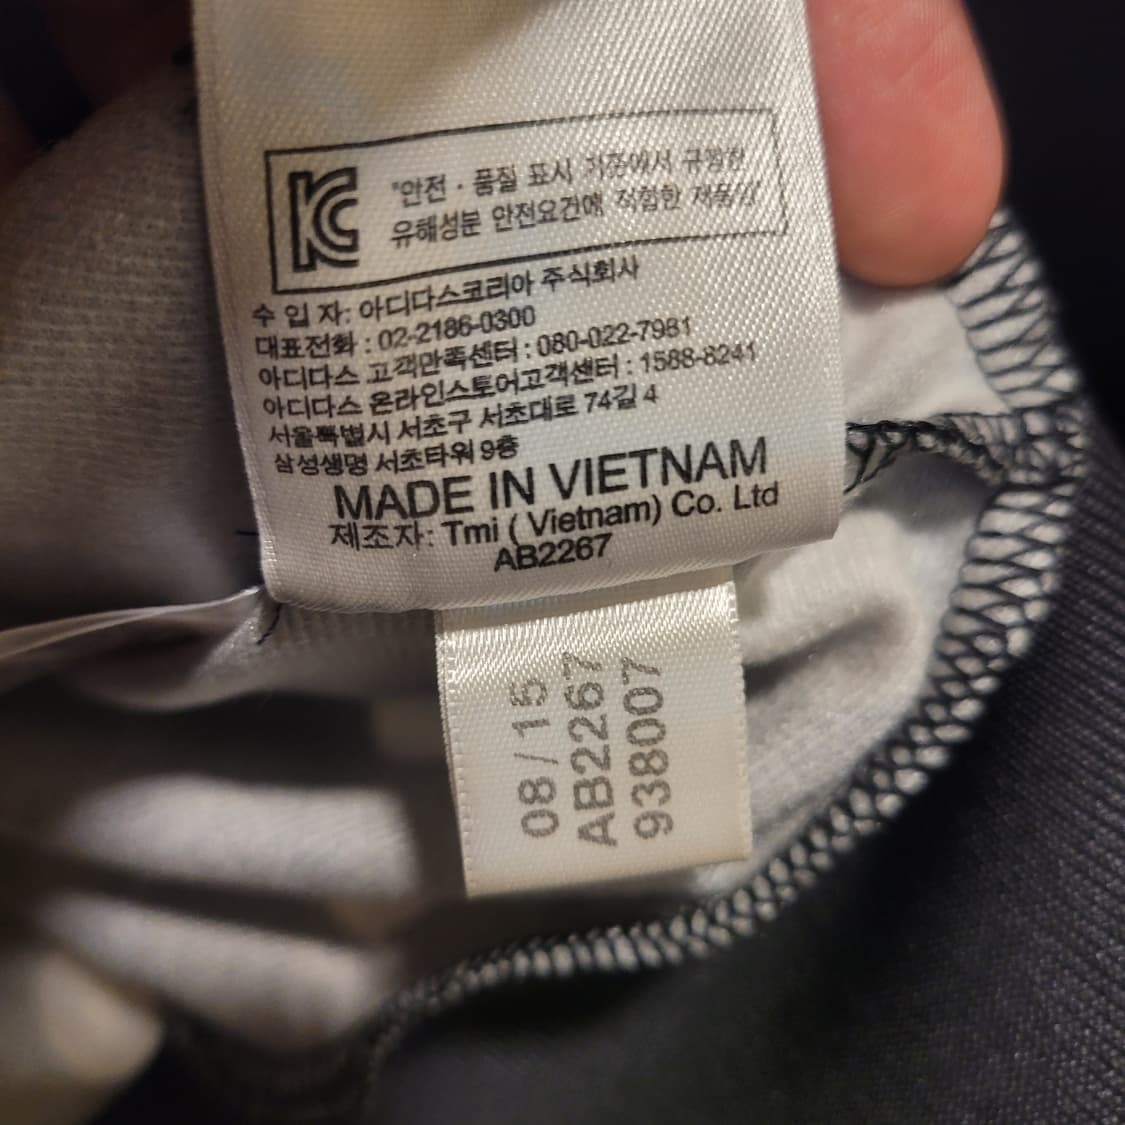 KC
"안전·품질 표시 기준에서 규정한
유해성분 안전요건에 적합한 제품임"
수 입 자: 아디다스코리아 주식회사
대표전화 : 02-2186-0300
아디다스 고객만족센터 : 080-022-7981
아디다스 온라인스토어고객센터 : 1588-8241
서울특별시 서초구 서초대로 74길 4
삼성생명 서초타워 9층
MADE IN VIETNAM
제조자: Tmi ( Vietnam) Co. Ltd
AB2267
08 / 15
AB2267
938007